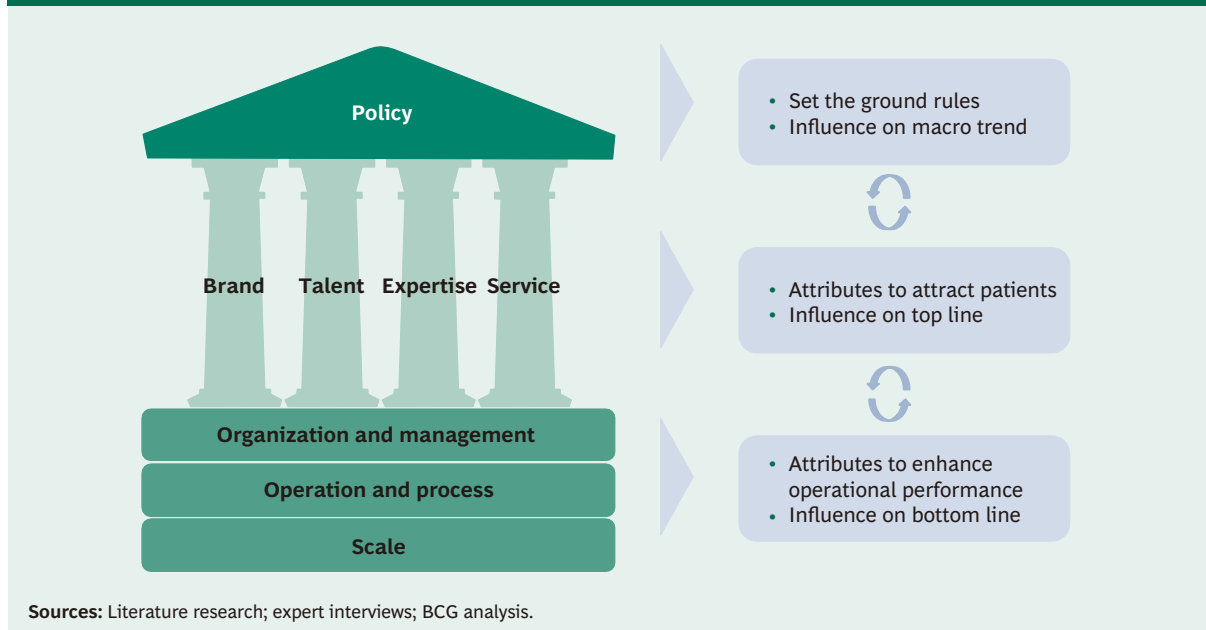 Policy
• Set the ground rules
• Influence on macro trend
Brand Talent Expertise Service
• Attributes to attract patients
• Influence on top line
Organization and management
Operation and process
Scale
• Attributes to enhance
operational performance
• Influence on bottom line
Sources: Literature research; expert interviews; BCG analysis.